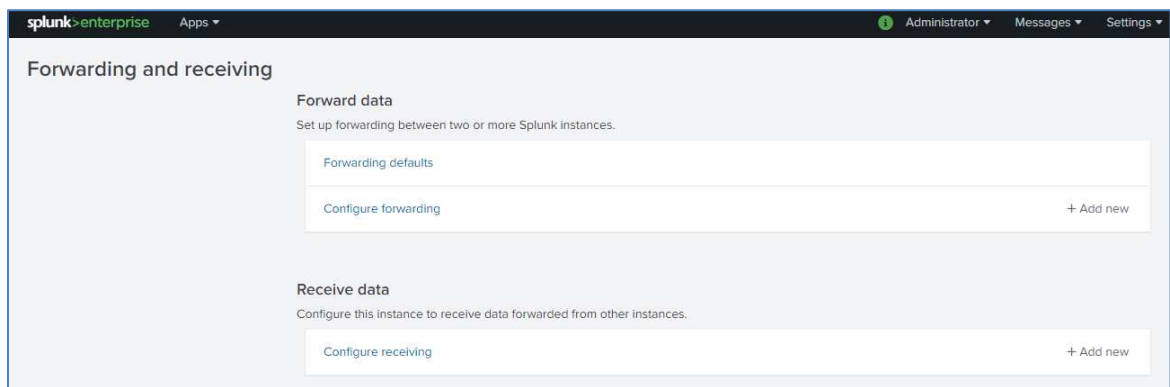 splunk>enterprise Apps ▾ i Administrator ▾ Messages ▾ Settings ▾
Forwarding and receiving
Forward data
Set up forwarding between two or more Splunk instances.
Forwarding defaults
Configure forwarding + Add new
Receive data
Configure this instance to receive data forwarded from other instances.
Configure receiving + Add new